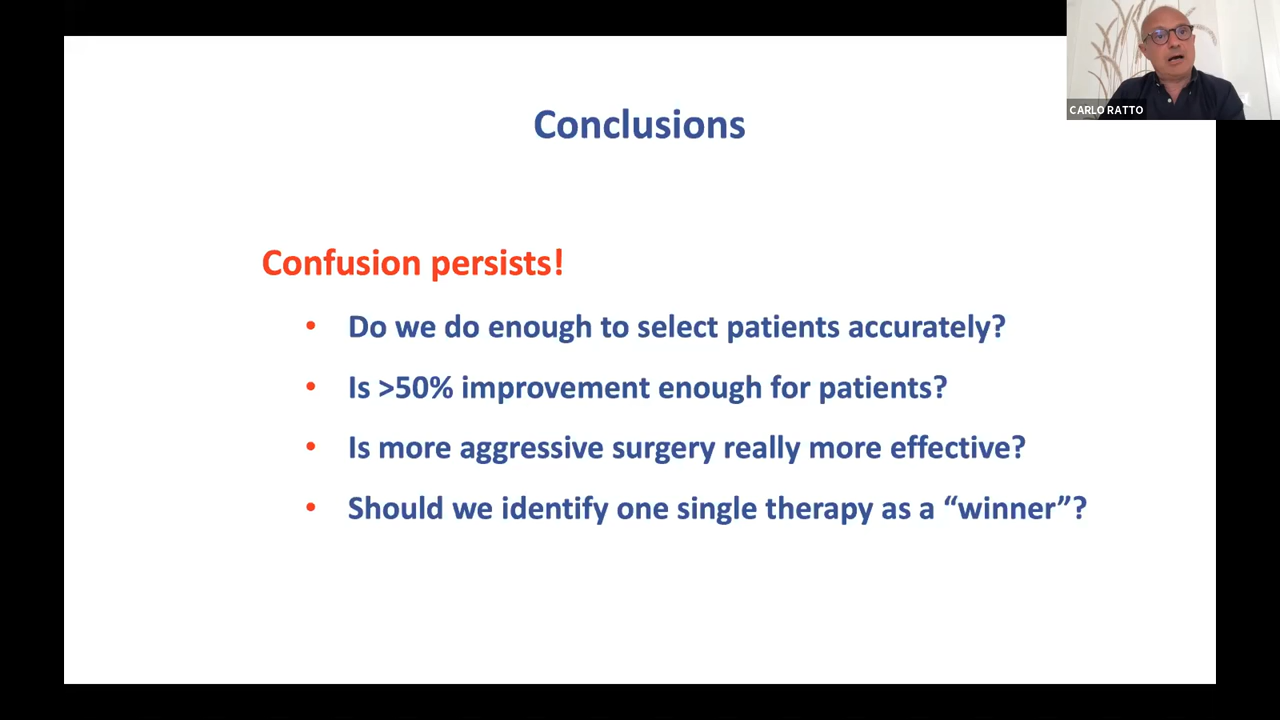 CARLO RATTO
Conclusions
Confusion persists!
• Do we do enough to select patients accurately?
• Is >50% improvement enough for patients?
• Is more aggressive surgery really more effective?
• Should we identify one single therapy as a “winner”?